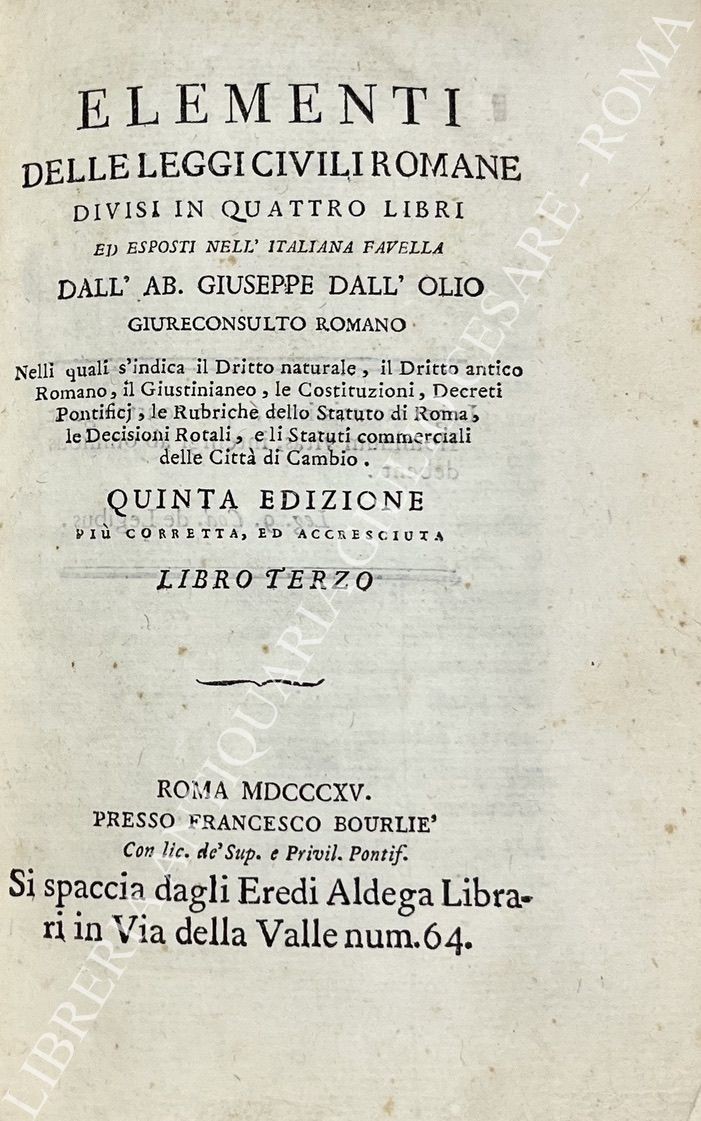 ELEMENTI
DELLE LEGGI CIVILI ROMANE
DIVISI IN QUATTRO LIBRI
ED ESPOSTI NELL' ITALIANA FAVELLA
DALL' AB. GIUSEPPE DALL' OLIO
GIURECONSULTO ROMANO
Nelli quali s'indica il Dritto naturale, il Dritto antico
Romano, il Giustinianeo, le Costituzioni, Decreti
Pontificj, le Rubriche dello Statuto di Roma,
le Decisioni Rotali, e li Statuti commerciali
delle Città di Cambio.
QUINTA EDIZIONE
PIÙ CORRETTA, ED ACCRESCIUTA
LIBRO TERZO
ROMA MDCCCXV.
PRESSO FRANCESCO BOURLIE'
Con lic. de' Sup. e Privil. Pontif.
Si spaccia dagli Eredi Aldega Libra-
ri in Via della Valle num. 64.